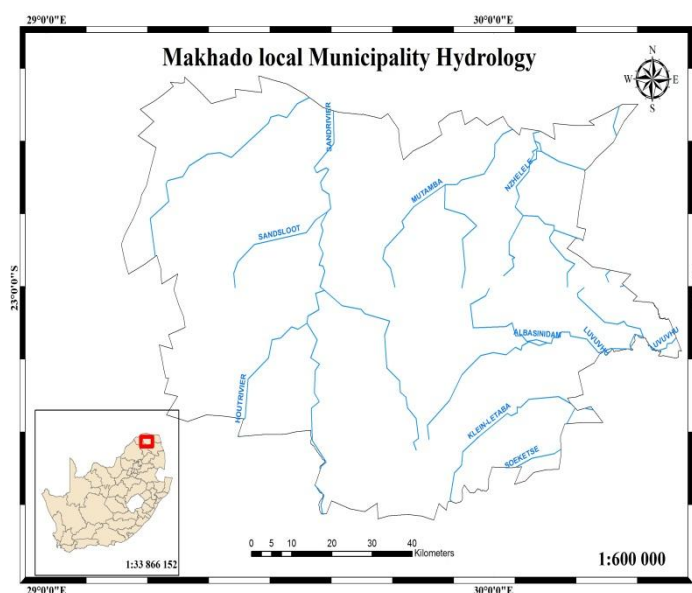 29°0'0"E
30°0'0"E
Makhado local Municipality Hydrology
N
W
E
S
SANDRIVIER
MUTAMBA
NZHELELE
SANDSLOOT
23°0'0"S
ALBASINIDAM
LUVUVHU
LUVUVHU
HOUTRIVIER
KLEIN-LETABA
SOEKETSE
0 5 10 20 30 40
Kilometers
1:600 000
1:33 866 152
29°0'0"E
30°0'0"E